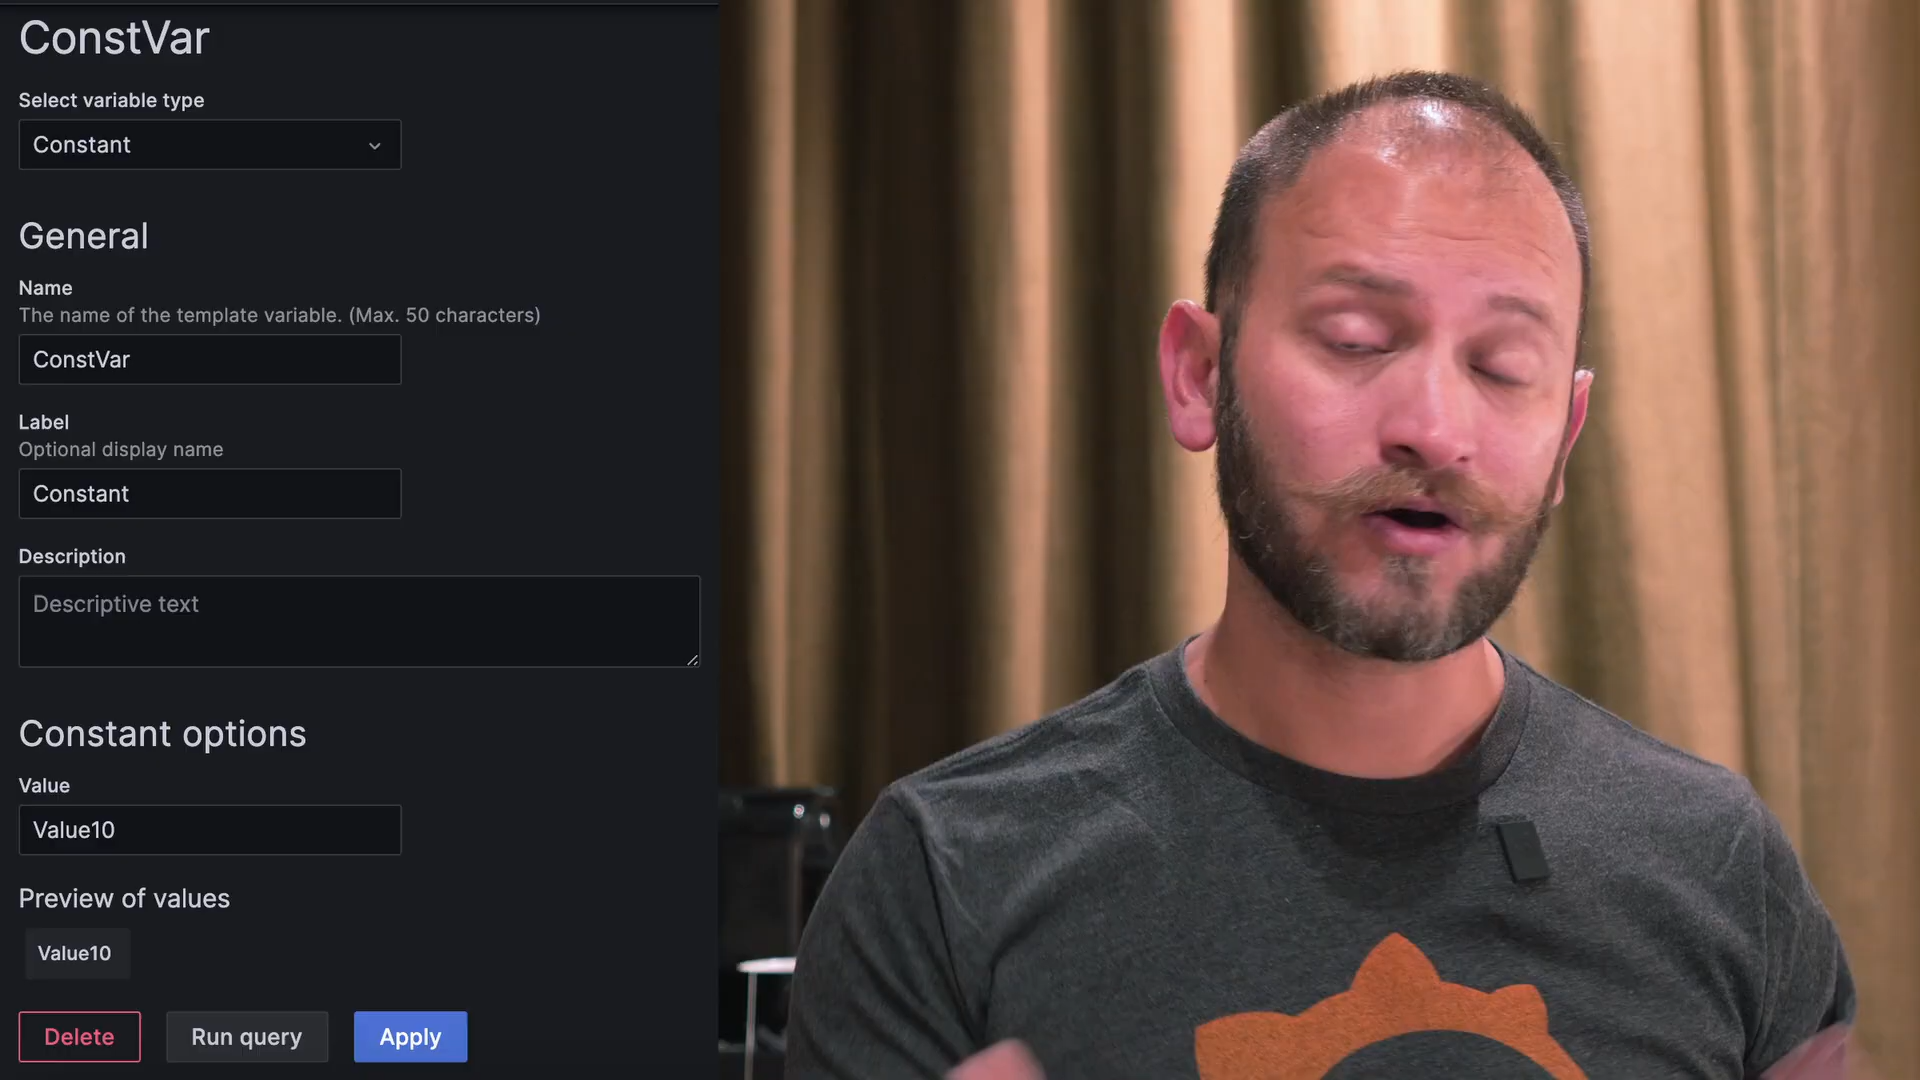 ConstVar
Select variable type
Constant
General
Name
The name of the template variable. (Max. 50 characters)
ConstVar
Label
Optional display name
Constant
Description
Descriptive text
Constant options
Value
Value10
Preview of values
Value10
Delete
Run query
Apply